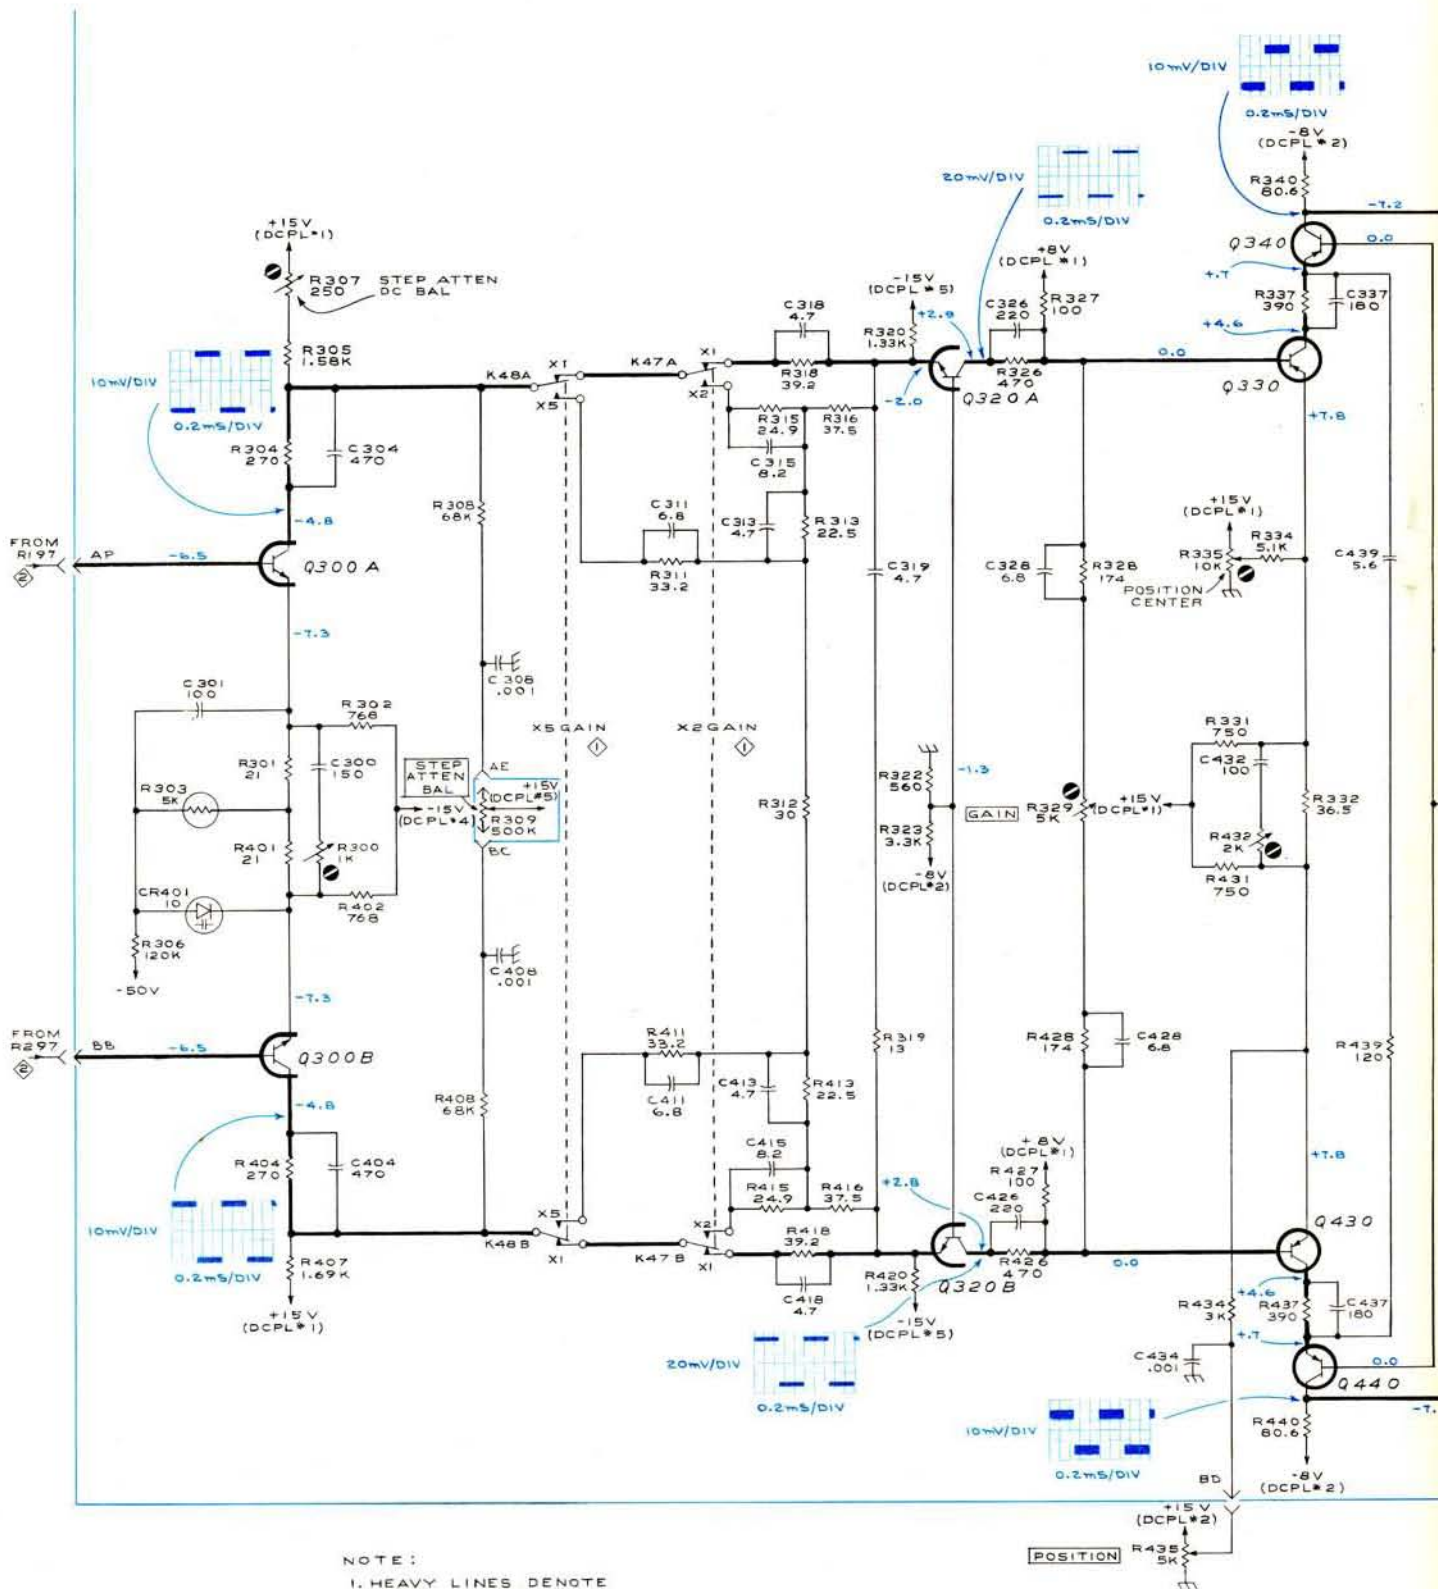 10mV/DIV
0.2mS/DIV
-8V
(DCPL#2)
R340
80.6
-7.2
Q340
0.0
+.7
R337
390
C337
180
+4.6
Q330
+7.8
20mV/DIV
0.2mS/DIV
+8V
(DCPL#1)
C326
220
R327
100
R326
470
0.0
-15V
(DCPL#5)
R320
1.33K
+2.8
-2.0
Q320A
C318
4.7
R318
39.2
+15V
(DCPL#1)
R307
250
STEP ATTEN
DC BAL
R305
1.58K
10mV/DIV
0.2mS/DIV
R304
270
C304
470
-4.8
K48A
X1
X5
K47A
X1
X2
R315
24.9
R316
37.5
C315
8.2
R308
68K
C311
6.8
R311
33.2
C313
4.7
R313
22.5
C319
4.7
C328
6.8
R328
174
+15V
(DCPL#1)
R335
10K
R334
5.1K
POSITION
CENTER
C439
5.6
FROM
R197
2
AP
-6.5
Q300A
-7.3
C301
100
R302
768
R301
21
C300
150
R303
5K
R401
21
R300
1K
CR401
10
R402
768
R306
120K
-50V
-7.3
C308
.001
STEP
ATTEN
BAL
-15V
(DCPL#4)
AE
+15V
(DCPL#5)
R309
500K
BC
X5 GAIN
1
X2 GAIN
1
R312
30
R322
560
R323
3.3K
-8V
(DCPL#2)
-1.3
GAIN
R329
5K
+15V
(DCPL#1)
R331
750
C432
100
R432
2K
R431
750
R332
36.5
C408
.001
FROM
R297
2
BB
-6.5
Q300B
-4.8
R408
68K
R411
33.2
C411
6.8
C413
4.7
R413
22.5
R319
13
R428
174
C428
6.8
R439
120
R404
270
C404
470
10mV/DIV
0.2mS/DIV
R407
1.69K
+15V
(DCPL#1)
K48B
X5
X1
K47B
X2
X1
C415
8.2
R415
24.9
R416
37.5
R418
39.2
C418
4.7
+2.8
+8V
(DCPL#1)
R427
100
C426
220
R426
470
0.0
R420
1.33K
-15V
(DCPL#5)
Q320B
20mV/DIV
0.2mS/DIV
+7.8
Q430
+4.6
R434
3K
R437
390
C437
180
+.7
C434
.001
0.0
Q440
-7.
R440
80.6
-8V
(DCPL#2)
10mV/DIV
0.2mS/DIV
BD
+15V
(DCPL#2)
POSITION
R435
5K
NOTE:
1. HEAVY LINES DENOTE